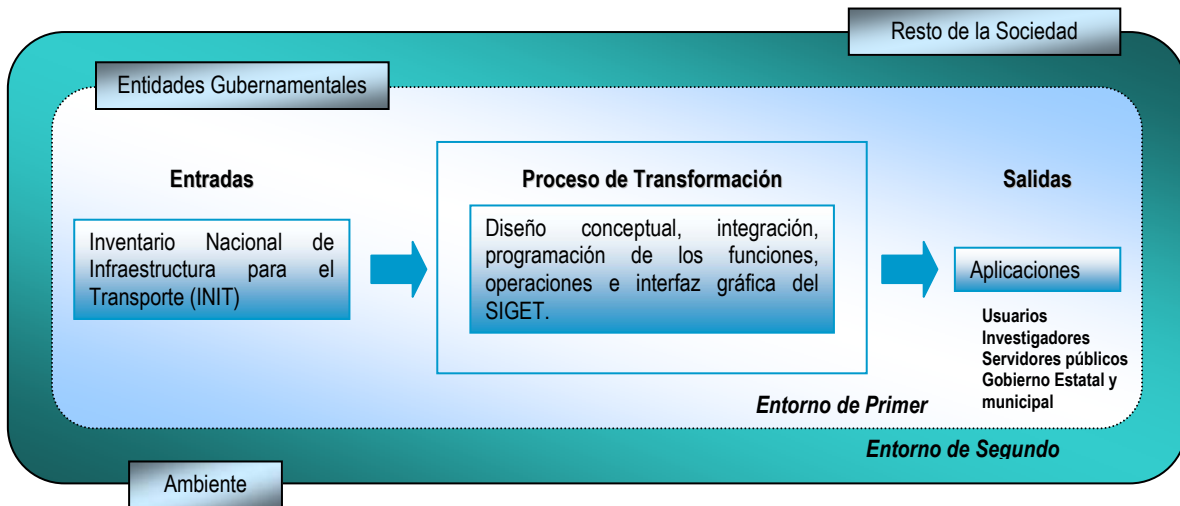 Resto de la Sociedad
Entidades Gubernamentales
Entradas
Inventario Nacional de
Infraestructura para el
Transporte (INIT)
Proceso de Transformación
Diseño conceptual, integración,
programación de los funciones,
operaciones e interfaz gráfica del
SIGET.
Salidas
Aplicaciones
Usuarios
Investigadores
Servidores públicos
Gobierno Estatal y
municipal
Entorno de Primer
Entorno de Segundo
Ambiente